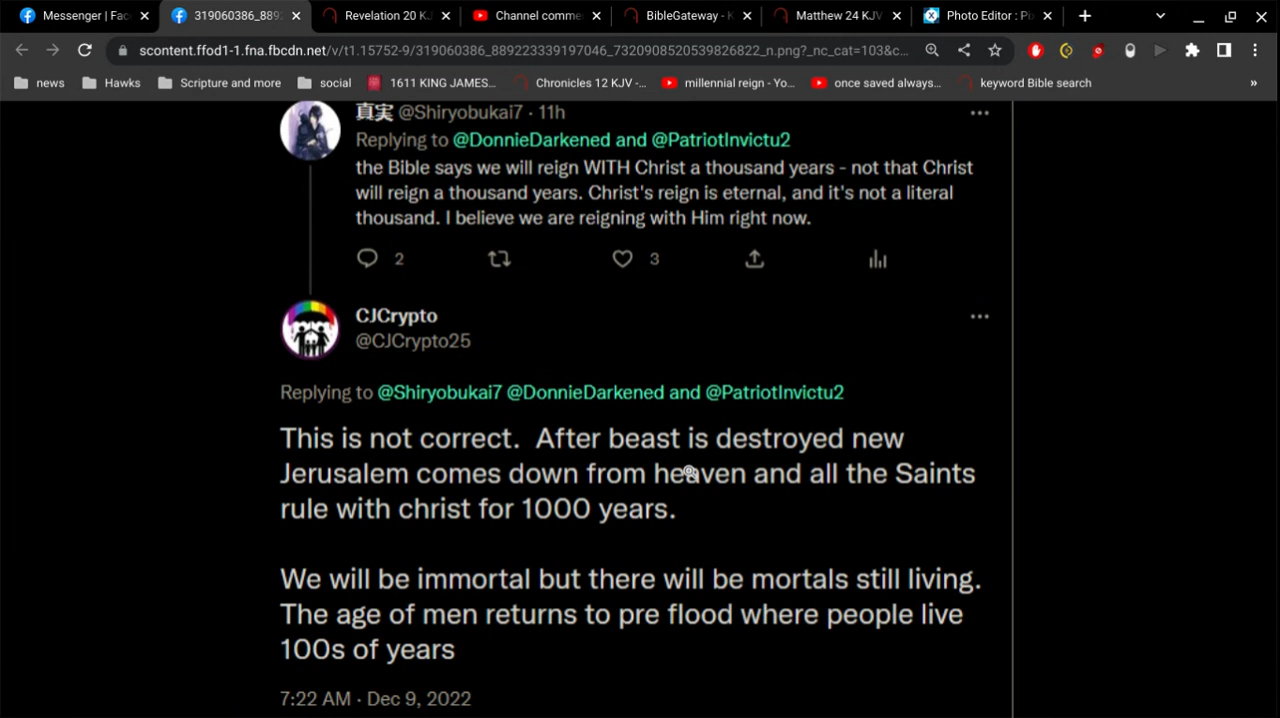 Messenger | Fac
319060386_889
Revelation 20 KJ
Channel comme
BibleGateway - K
Matthew 24 KJV
Photo Editor : Pi
scontent.ffod1-1.fna.fbcdn.net/v/t1.15752-9/319060386_889223339197046_7320908520539826822_n.png?_nc_cat=103&c...
news
Hawks
Scripture and more
social
1611 KING JAMES...
Chronicles 12 KJV -...
millennial reign - Yo...
once saved always...
keyword Bible search
»
真実 @Shiryobukai7 · 11h
Replying to @DonnieDarkened and @PatriotInvictu2
the Bible says we will reign WITH Christ a thousand years - not that Christ
will reign a thousand years. Christ's reign is eternal, and it's not a literal
thousand. I believe we are reigning with Him right now.
2
3
CJCrypto
@CJCrypto25
Replying to @Shiryobukai7 @DonnieDarkened and @PatriotInvictu2
This is not correct. After beast is destroyed new
Jerusalem comes down from heaven and all the Saints
rule with christ for 1000 years.
We will be immortal but there will be mortals still living.
The age of men returns to pre flood where people live
100s of years
7:22 AM · Dec 9, 2022